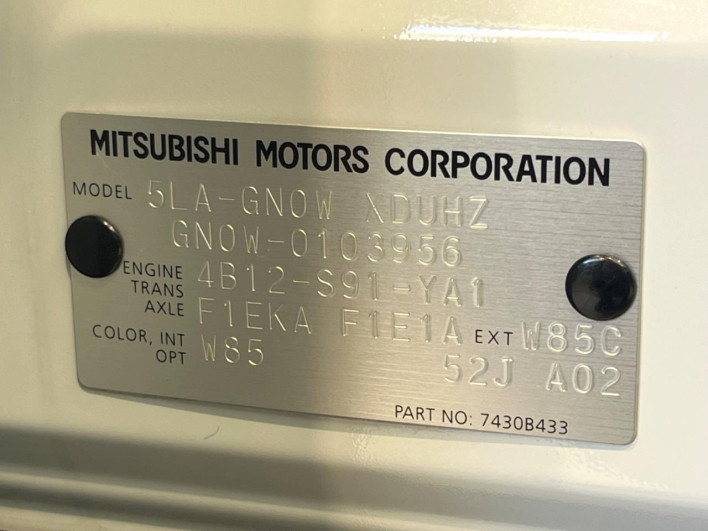 MITSUBISHI MOTORS CORPORATION
MODEL 5LA-GN0W XDUHZ
GN0W-0103956
ENGINE 4B12-S91-YA1
TRANS
AXLE F1EKA F1E1A EXT W85C
COLOR, INT W85
OPT 52J A02
PART NO: 7430B433